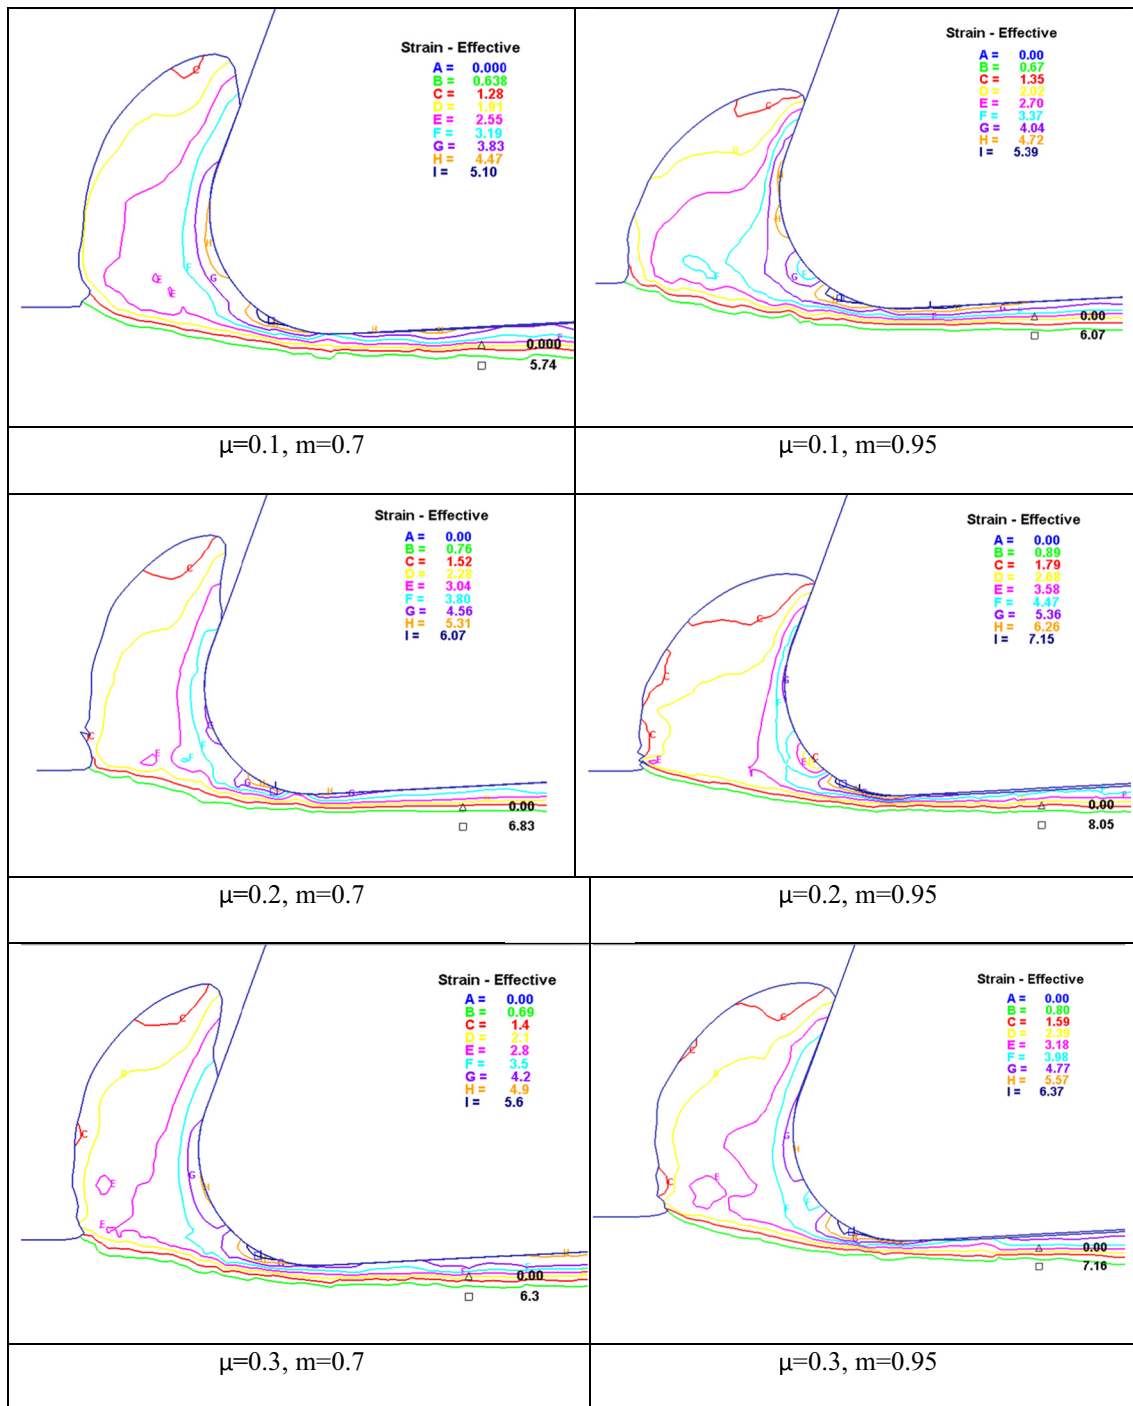 Strain - Effective
A = 0.000
B = 0.638
C = 1.28
D = 1.91
E = 2.55
F = 3.19
G = 3.83
H = 4.47
I = 5.10
C
E
E
F
H
G
H
0.000
5.74
Strain - Effective
A = 0.00
B = 0.67
C = 1.35
D = 2.02
E = 2.70
F = 3.37
G = 4.04
H = 4.72
I = 5.39
C
H
H
F
G
F
I
G
0.00
6.07
μ=0.1, m=0.7
μ=0.1, m=0.95
Strain - Effective
A = 0.00
B = 0.76
C = 1.52
D = 2.28
E = 3.04
F = 3.80
G = 4.56
H = 5.31
I = 6.07
C
C
G
E
F
F
G
H
I
H
G
0.00
6.83
Strain - Effective
A = 0.00
B = 0.89
C = 1.79
D = 2.68
E = 3.58
F = 4.47
G = 5.36
H = 6.26
I = 7.15
C
C
G
F
C
E
E
C
I
F
0.00
8.05
μ=0.2, m=0.7
μ=0.2, m=0.95
Strain - Effective
A = 0.00
B = 0.69
C = 1.4
D = 2.1
E = 2.8
F = 3.5
G = 4.2
H = 4.9
I = 5.6
C
D
C
G
E
H
E
G
H
F
0.00
6.3
Strain - Effective
A = 0.00
B = 0.80
C = 1.59
D = 2.39
E = 3.18
F = 3.98
G = 4.77
H = 5.57
I = 6.37
C
C
G
H
C
E
F
F
0.00
7.16
μ=0.3, m=0.7
μ=0.3, m=0.95